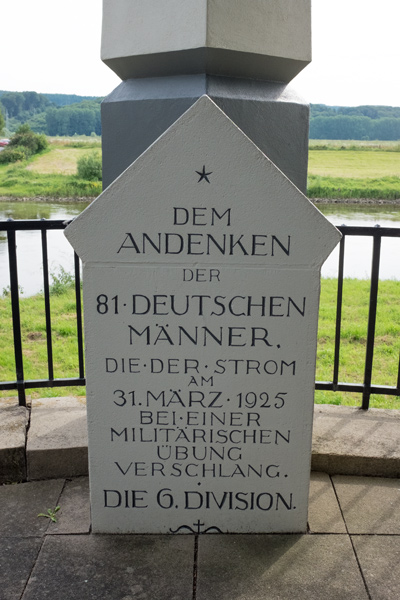 DEM
ANDENKEN
DER
81·DEUTSCHEN
MÄNNER,
DIE·DER·STROM
AM
31.MÄRZ·1925
BEI·EINER
MILITÄRISCHEN
ÜBUNG
VERSCHLANG.
DIE 6. DIVISION.